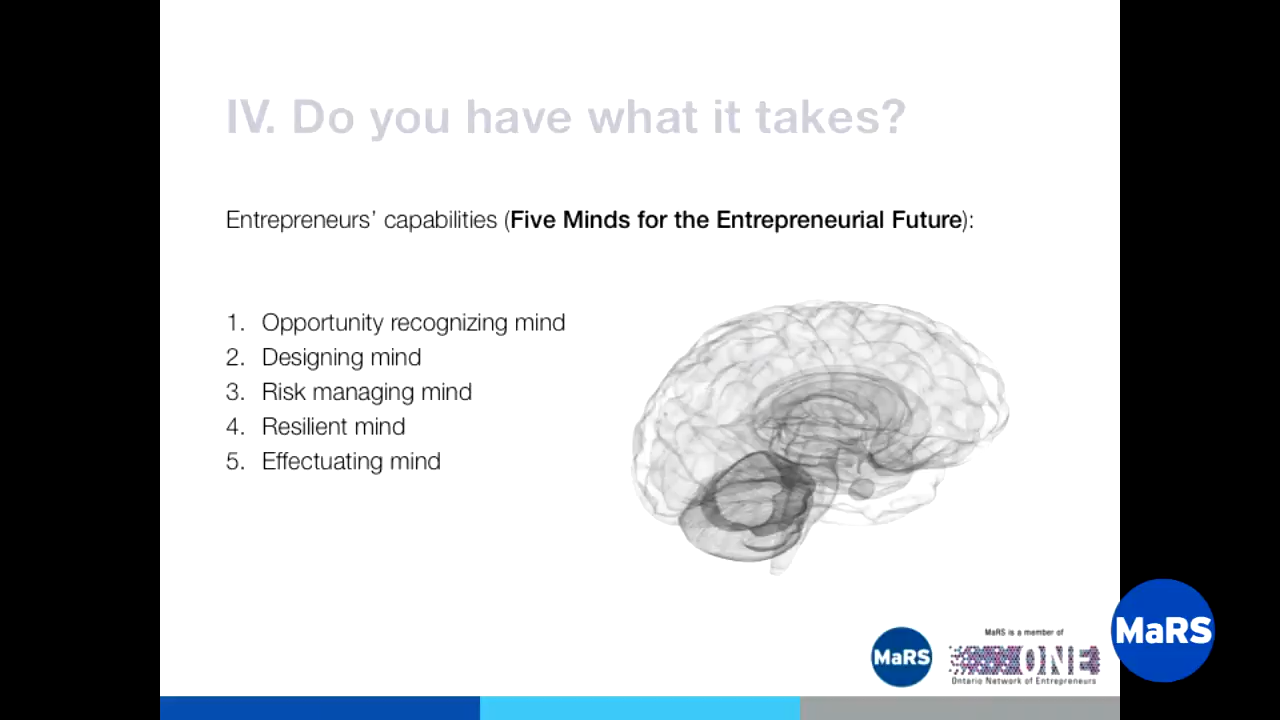 IV. Do you have what it takes?
Entrepreneurs’ capabilities (Five Minds for the Entrepreneurial Future):
1. Opportunity recognizing mind
2. Designing mind
3. Risk managing mind
4. Resilient mind
5. Effectuating mind
MaRS
MaRS is a member of
ONE
Ontario Network of Entrepreneurs
MaRS